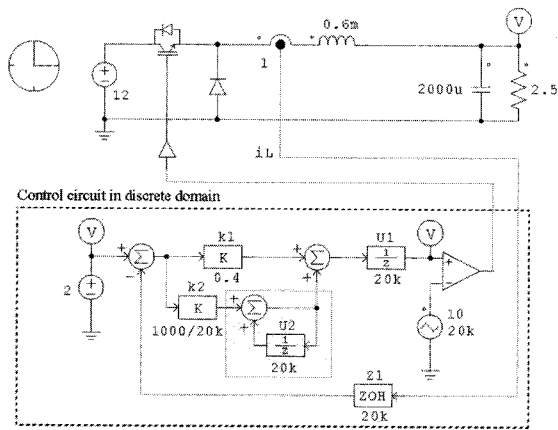 V
0.6m
1
12
2000u
2.5
iL
Control circuit in discrete domain
V
k1
K
0.4
U1
1/z
20k
V
2
k2
K
1000/20k
U2
1/z
20k
10
20k
Z1
ZOH
20k